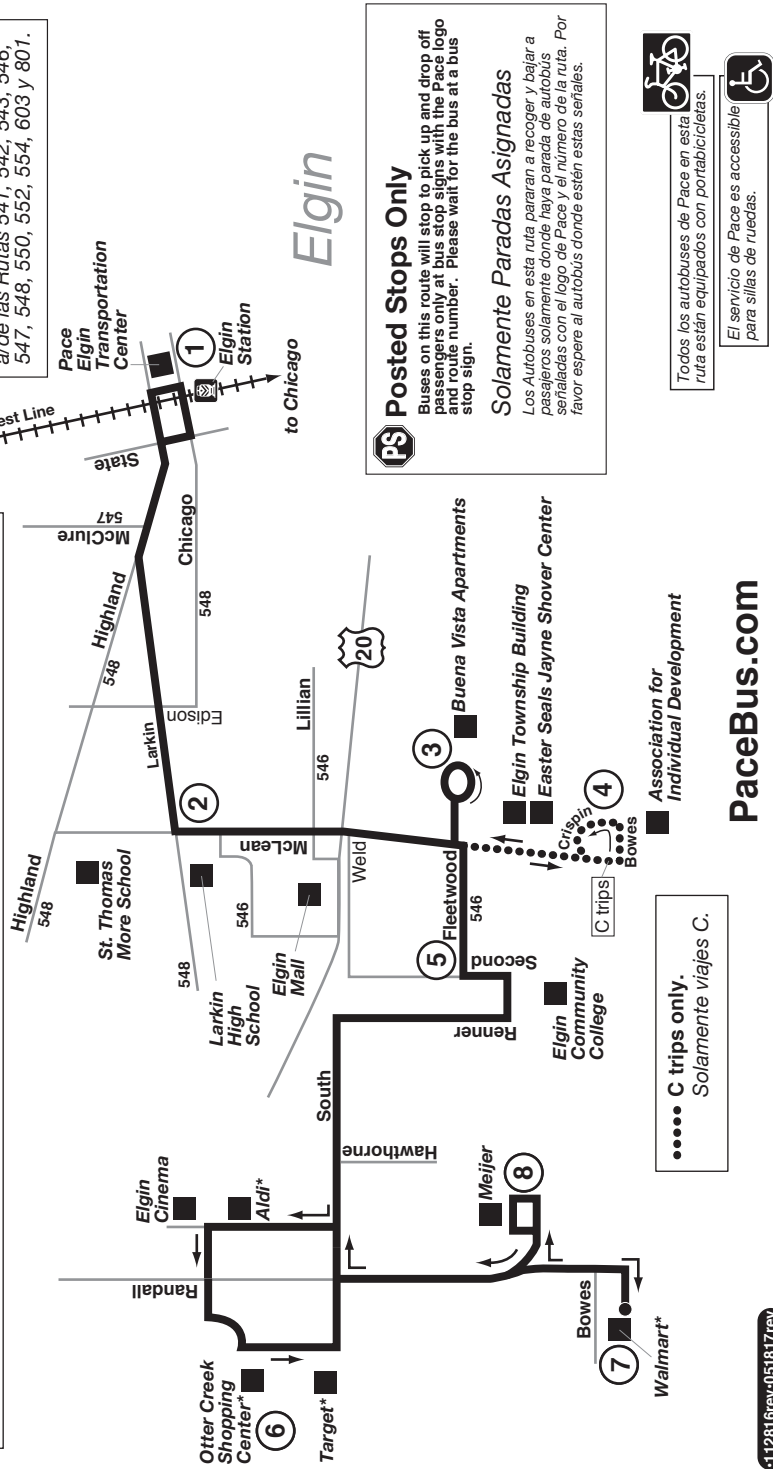 arde las Rutas 541, 542, 543, 546,
547, 548, 550, 552, 554, 603 y 801.
Elgin
PS Posted Stops Only
Buses on this route will stop to pick up and drop off
passengers only at bus stop signs with the Pace logo
and route number. Please wait for the bus at a bus
stop sign.
Solamente Paradas Asignadas
Los Autobuses en esta ruta pararan a recoger y bajar a
pasajeros solamente donde haya parada de autobús
señaladas con el logo de Pace y el número de la ruta. Por
favor espere al autobús donde estén estas señales.
Todos los autobuses de Pace en esta
ruta están equipados con portabicicletas.
El servicio de Pace es accessible
para sillas de ruedas.
Pace
Elgin
Transportation
Center
1
Elgin
Station
est Line
to Chicago
State
McClure
547
Chicago
548
Highland
548
Larkin
Edison
2
Highland
548
St. Thomas
More School
548
Larkin
High
School
McLean
546
Elgin
Mall
Lillian
546
20
Weld
3
Buena Vista Apartments
Elgin Township Building
Easter Seals Jayne Shover Center
4
Crispin
Bowes
C trips
Association for
Individual Development
Fleetwood
546
5
Second
Renner
Elgin
Community
College
South
Hawthorne
Elgin
Cinema
Aldi*
Randall
Otter Creek
Shopping
Center*
6
Target*
Meijer
8
Bowes
7
Walmart*
C trips only.
Solamente viajes C.
PaceBus.com
112816rev·051817rev